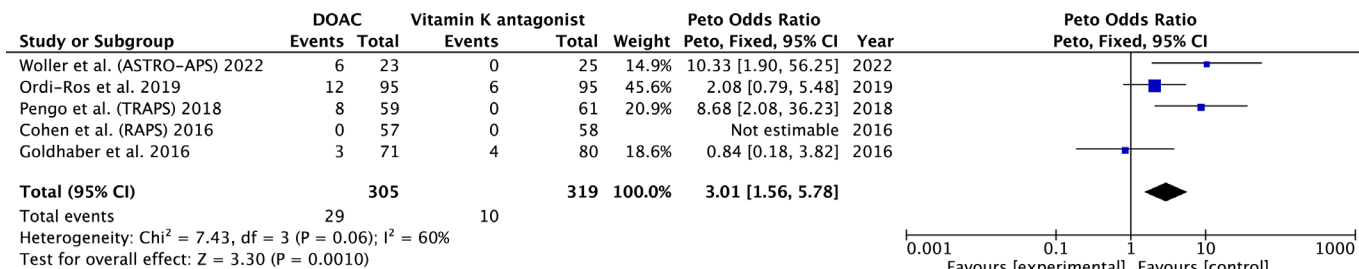 DOAC Vitamin K antagonist Peto Odds Ratio Peto Odds Ratio
Study or Subgroup Events Total Events Total Weight Peto, Fixed, 95% CI Year Peto, Fixed, 95% CI
Woller et al. (ASTRO-APS) 2022 6 23 0 25 14.9% 10.33 [1.90, 56.25] 2022
Ordi-Ros et al. 2019 12 95 6 95 45.6% 2.08 [0.79, 5.48] 2019
Pengo et al. (TRAPS) 2018 8 59 0 61 20.9% 8.68 [2.08, 36.23] 2018
Cohen et al. (RAPS) 2016 0 57 0 58 Not estimable 2016
Goldhaber et al. 2016 3 71 4 80 18.6% 0.84 [0.18, 3.82] 2016
Total (95% CI) 305 319 100.0% 3.01 [1.56, 5.78]
Total events 29 10
Heterogeneity: Chi² = 7.43, df = 3 (P = 0.06); I² = 60%
Test for overall effect: Z = 3.30 (P = 0.0010)
0.001 0.1 1 10 1000
Favours [experimental] Favours [control]